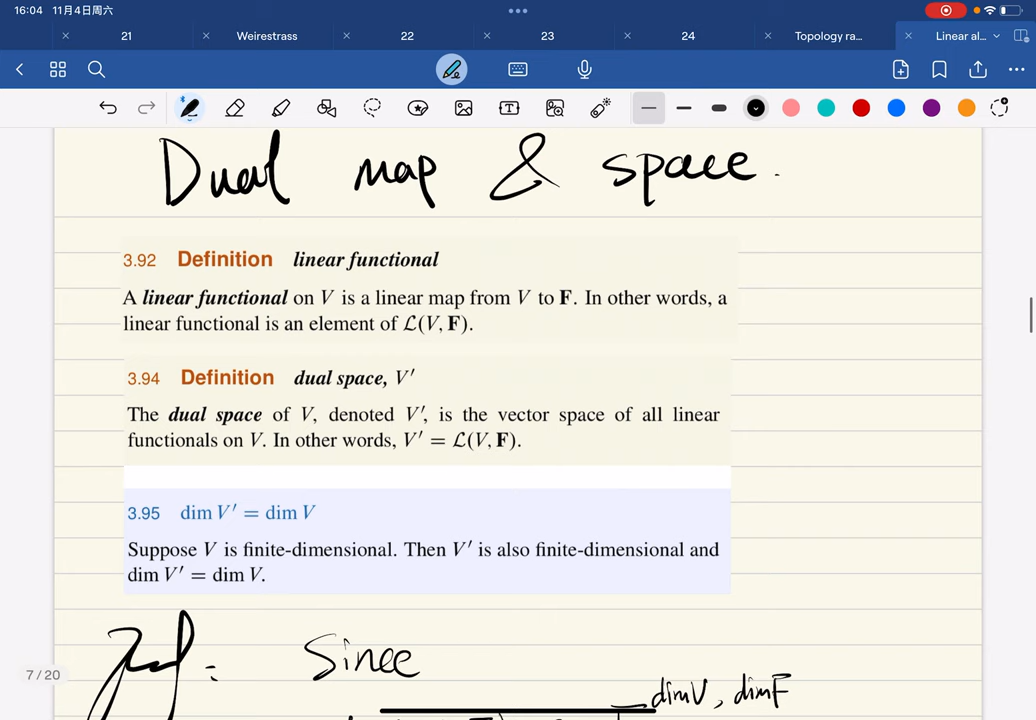 16:04 11月4日周六
21 Weirestrass 22 23 24 Topology ra... Linear al...
Dual map & space.
3.92 Definition linear functional
A linear functional on V is a linear map from V to F. In other words, a
linear functional is an element of ℒ(V, F).
3.94 Definition dual space, V′
The dual space of V, denoted V′, is the vector space of all linear
functionals on V. In other words, V′ = ℒ(V, F).
3.95 dim V′ = dim V
Suppose V is finite-dimensional. Then V′ is also finite-dimensional and
dim V′ = dim V.
Since
dimV, dimF
7 / 20